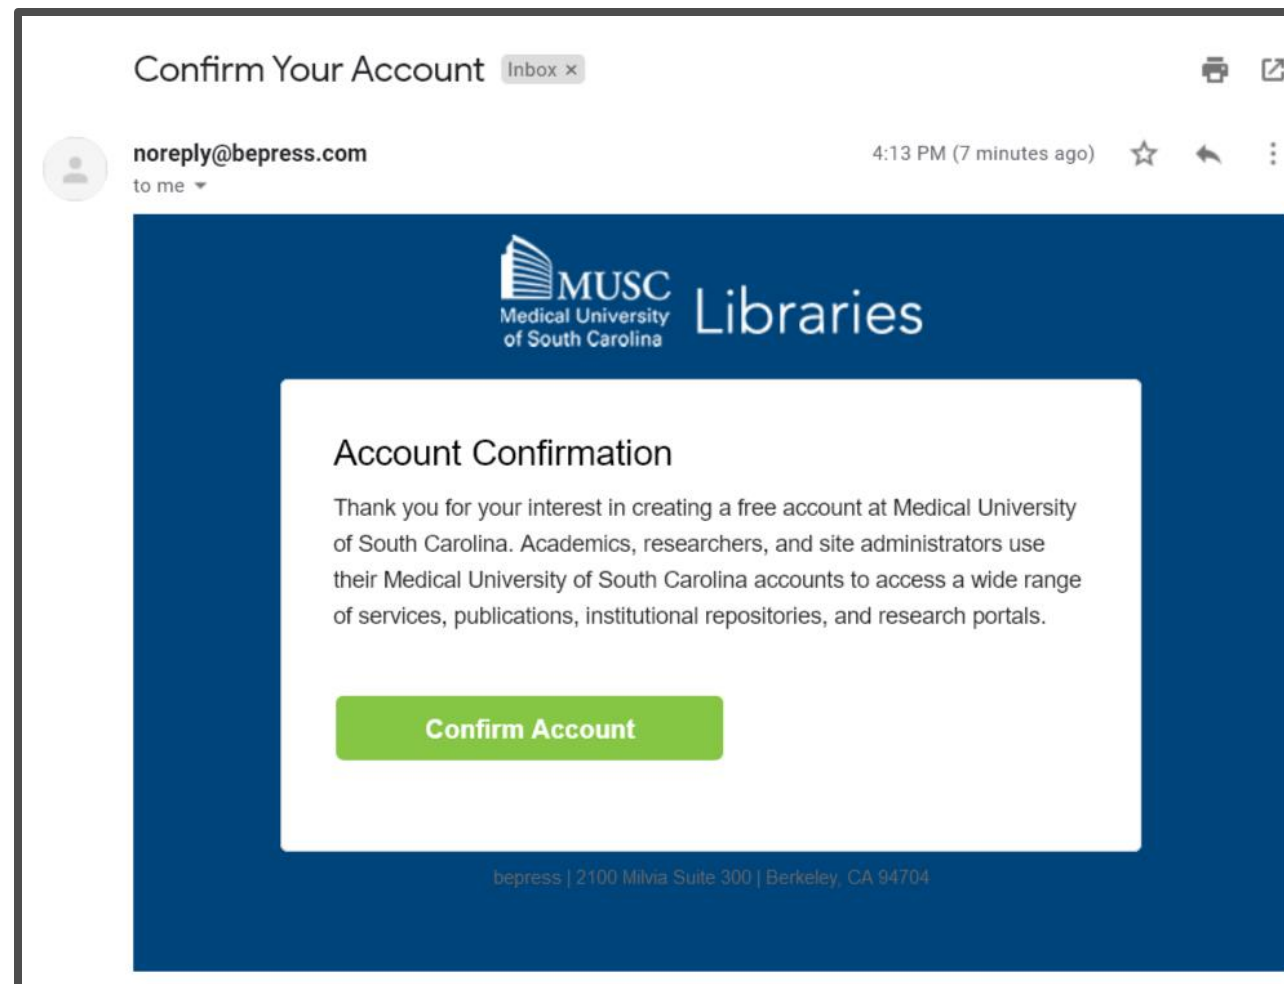 Confirm Your Account Inbox ×
noreply@bepress.com 4:13 PM (7 minutes ago)
to me
MUSC
Medical University
of South Carolina
Libraries
Account Confirmation
Thank you for your interest in creating a free account at Medical University
of South Carolina. Academics, researchers, and site administrators use
their Medical University of South Carolina accounts to access a wide range
of services, publications, institutional repositories, and research portals.
Confirm Account
bepress | 2100 Milvia Suite 300 | Berkeley, CA 94704